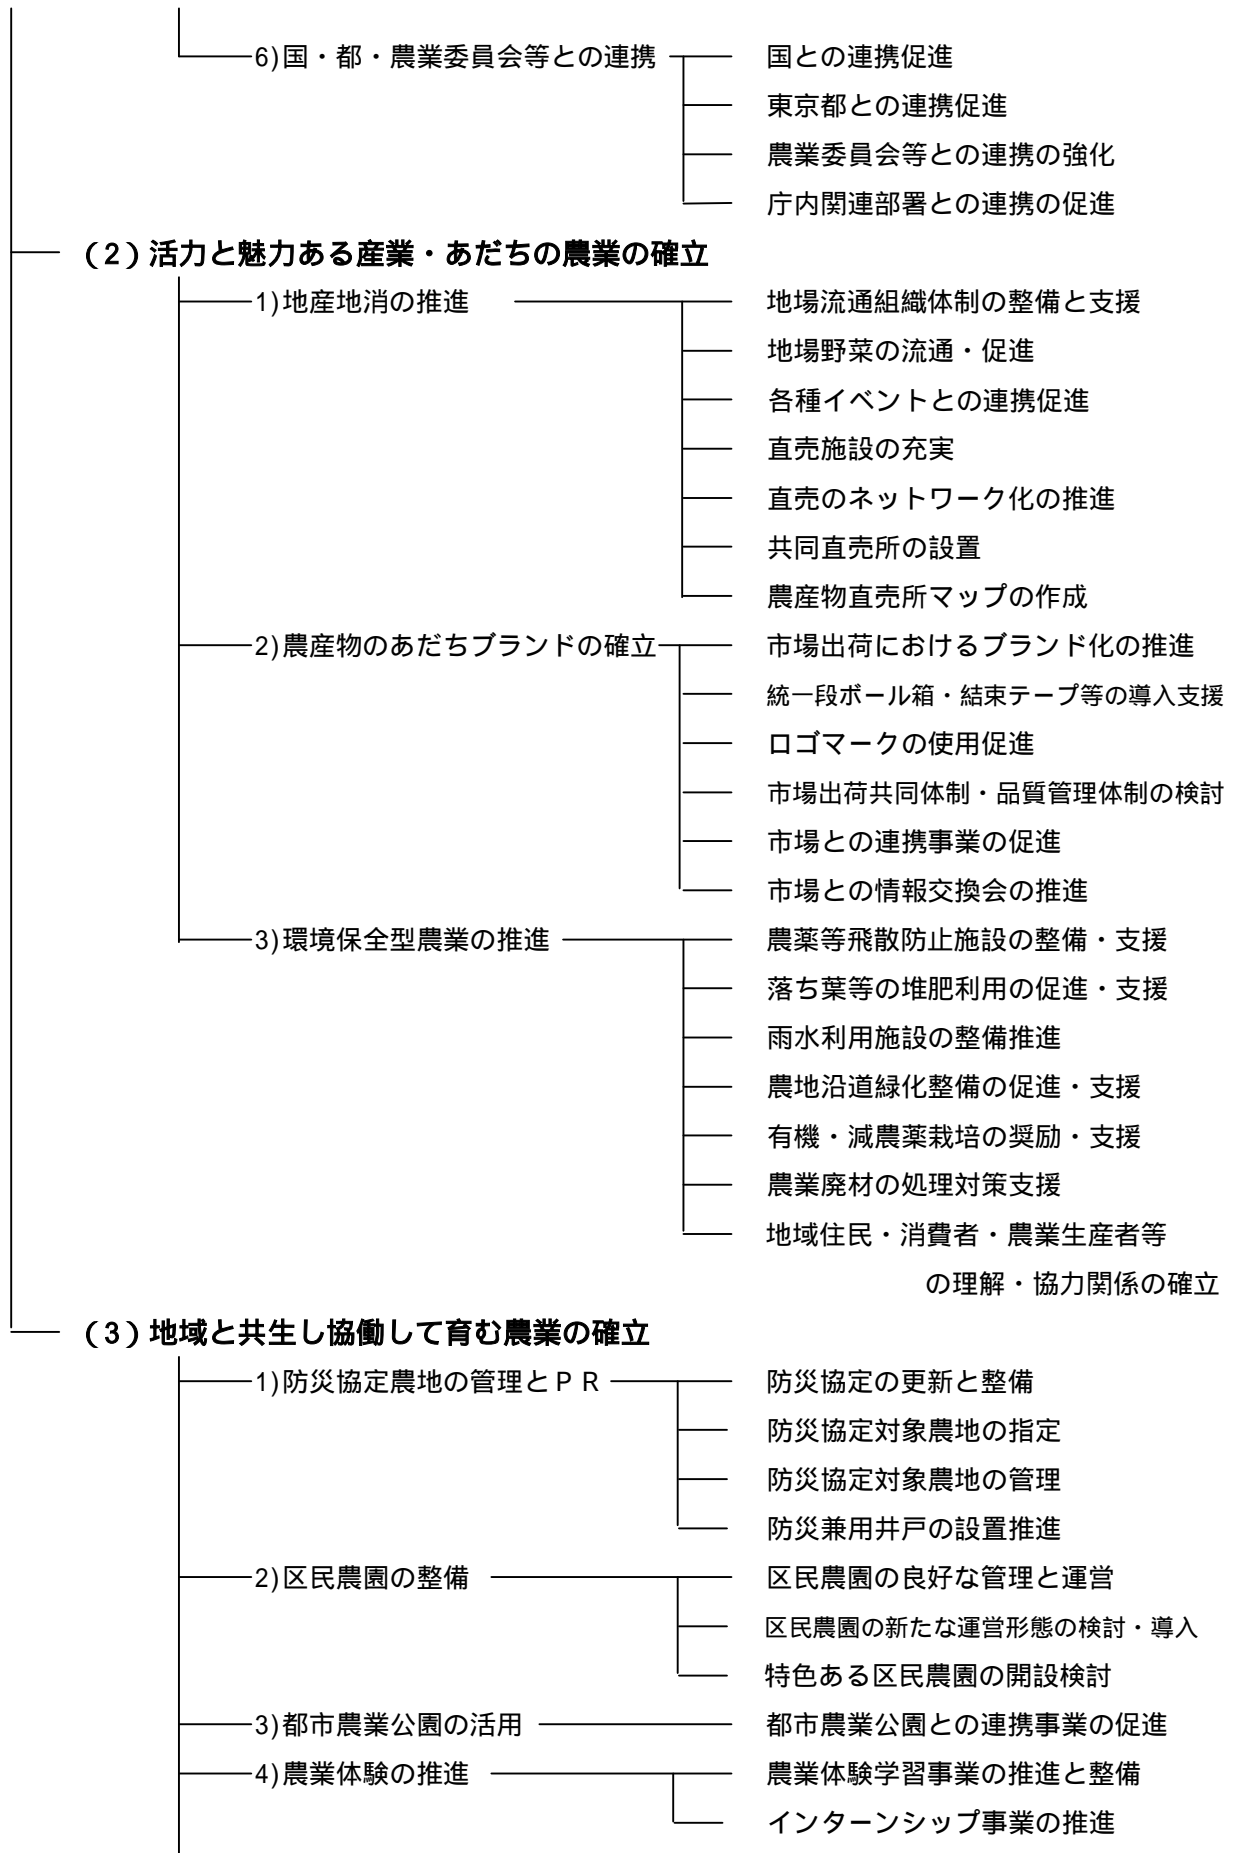 6)国・都・農業委員会等との連携 国との連携促進
東京都との連携促進
農業委員会等との連携の強化
庁内関連部署との連携の促進
（2）活力と魅力ある産業・あだちの農業の確立
1)地産地消の推進 地場流通組織体制の整備と支援
地場野菜の流通・促進
各種イベントとの連携促進
直売施設の充実
直売のネットワーク化の推進
共同直売所の設置
農産物直売所マップの作成
2)農産物のあだちブランドの確立 市場出荷におけるブランド化の推進
統一段ボール箱・結束テープ等の導入支援
ロゴマークの使用促進
市場出荷共同体制・品質管理体制の検討
市場との連携事業の促進
市場との情報交換会の推進
3)環境保全型農業の推進 農薬等飛散防止施設の整備・支援
落ち葉等の堆肥利用の促進・支援
雨水利用施設の整備推進
農地沿道緑化整備の促進・支援
有機・減農薬栽培の奨励・支援
農業廃材の処理対策支援
地域住民・消費者・農業生産者等
の理解・協力関係の確立
（3）地域と共生し協働して育む農業の確立
1)防災協定農地の管理とＰＲ 防災協定の更新と整備
防災協定対象農地の指定
防災協定対象農地の管理
防災兼用井戸の設置推進
2)区民農園の整備 区民農園の良好な管理と運営
区民農園の新たな運営形態の検討・導入
特色ある区民農園の開設検討
3)都市農業公園の活用 都市農業公園との連携事業の促進
4)農業体験の推進 農業体験学習事業の推進と整備
インターンシップ事業の推進